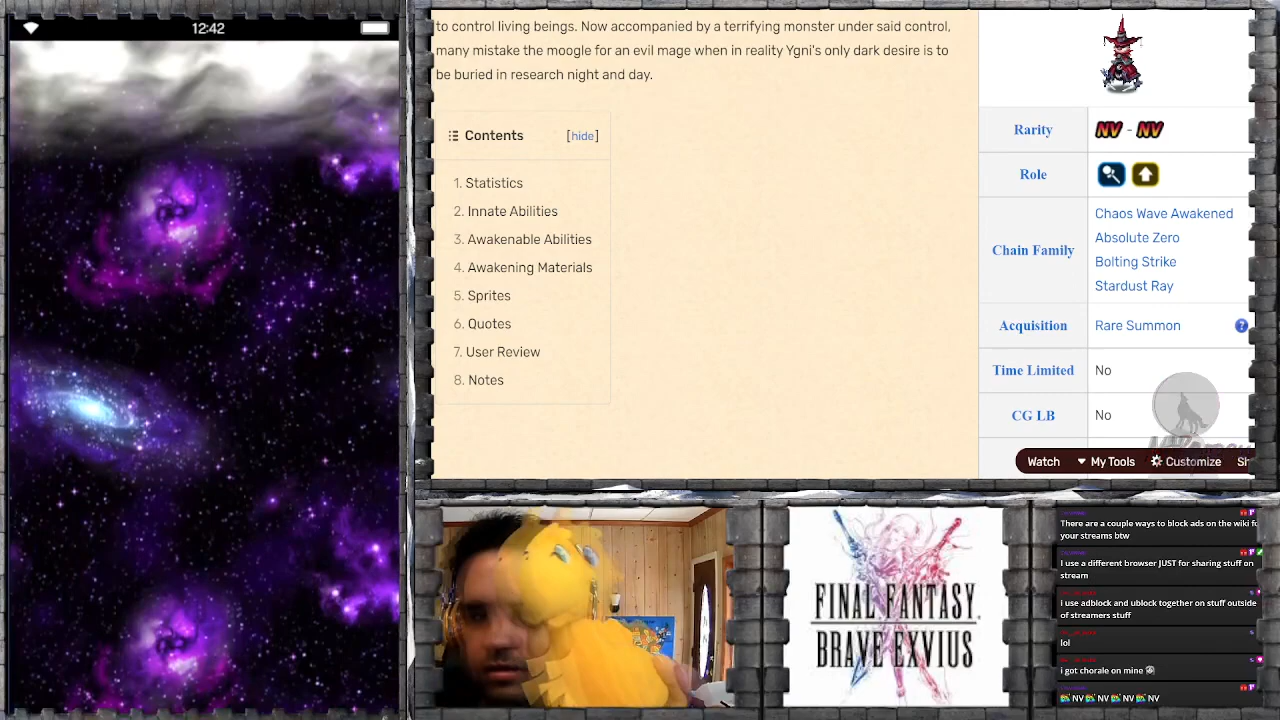 12:42
to control living beings. Now accompanied by a terrifying monster under said control,
many mistake the moogle for an evil mage when in reality Ygni's only dark desire is to
be buried in research night and day.
Contents [hide]
1. Statistics
2. Innate Abilities
3. Awakenable Abilities
4. Awakening Materials
5. Sprites
6. Quotes
7. User Review
8. Notes
Rarity NV - NV
Role
Chain Family
Chaos Wave Awakened
Absolute Zero
Bolting Strike
Stardust Ray
Acquisition Rare Summon ?
Time Limited No
CG LB No
Watch My Tools Customize Sh
FINAL FANTASY
BRAVE EXVIUS
There are a couple ways to block ads on the wiki fo
your streams btw
I use a different browser JUST for sharing stuff on
stream
i use adblock and ublock together on stuff outside
of streamers stuff
lol
i got chorale on mine
NV NV NV NV